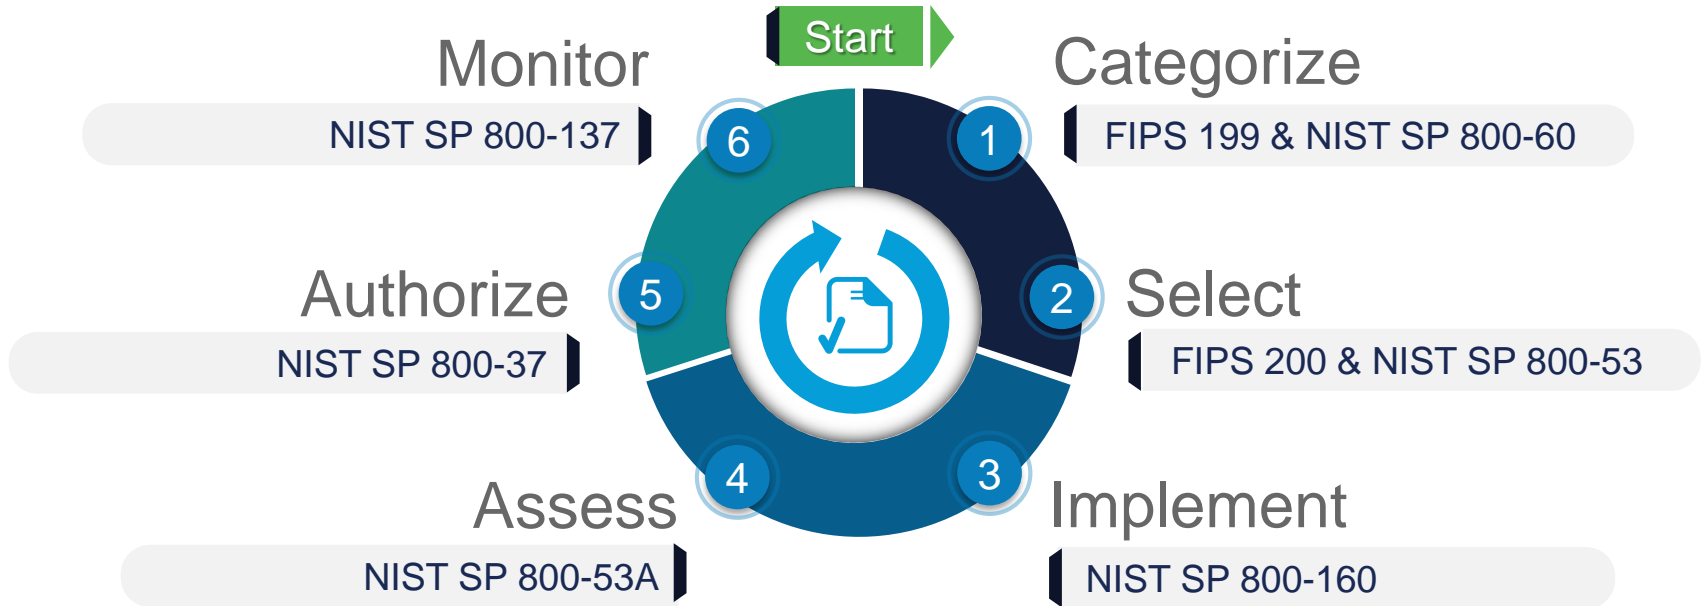 Start
Categorize
1
FIPS 199 & NIST SP 800-60
2
Select
FIPS 200 & NIST SP 800-53
3
Implement
NIST SP 800-160
4
Assess
NIST SP 800-53A
5
Authorize
NIST SP 800-37
6
Monitor
NIST SP 800-137